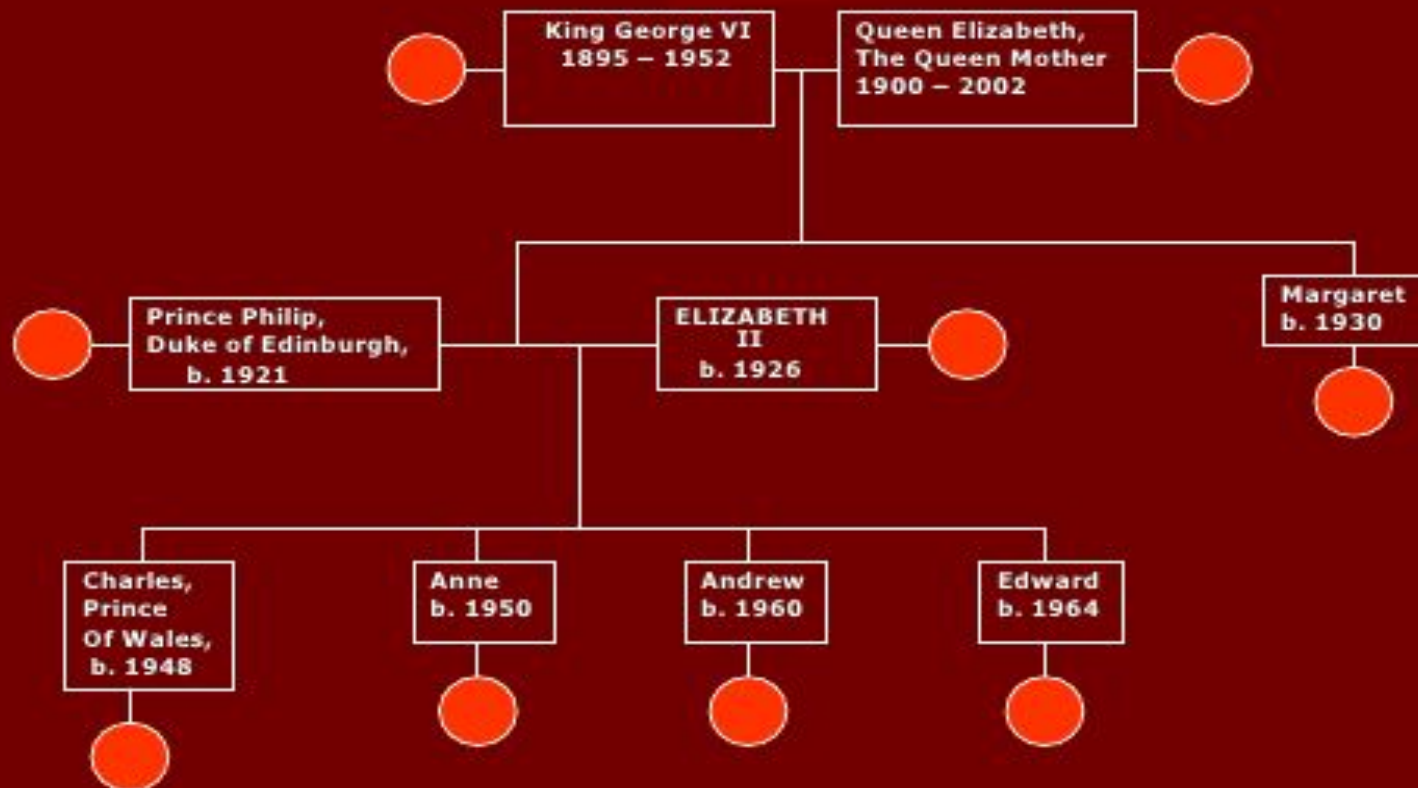 King George VI
1895 – 1952
Queen Elizabeth,
The Queen Mother
1900 – 2002
Prince Philip,
Duke of Edinburgh,
b. 1921
ELIZABETH
II
b. 1926
Margaret
b. 1930
Charles,
Prince
Of Wales,
b. 1948
Anne
b. 1950
Andrew
b. 1960
Edward
b. 1964